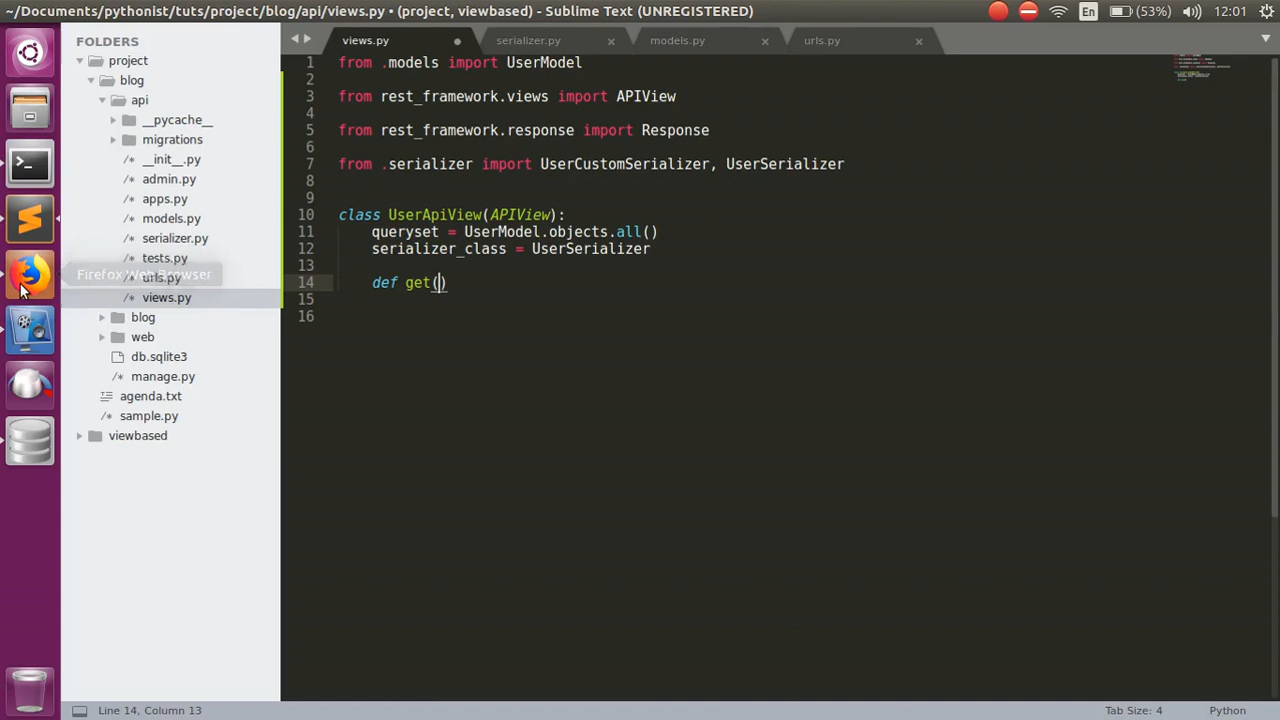 ~/Documents/pythonist/tuts/project/blog/api/views.py • (project, viewbased) - Sublime Text (UNREGISTERED)
En
(53%)
12:01
FOLDERS
project
blog
api
__pycache__
migrations
/* __init__.py
/* admin.py
/* apps.py
/* models.py
/* serializer.py
/* tests.py
/* urls.py
/* views.py
blog
web
db.sqlite3
/* manage.py
agenda.txt
/* sample.py
viewbased
Firefox Web Browser
views.py
serializer.py
models.py
urls.py
1 from .models import UserModel
2
3 from rest_framework.views import APIView
4
5 from rest_framework.response import Response
6
7 from .serializer import UserCustomSerializer, UserSerializer
8
9
10 class UserApiView(APIView):
11 queryset = UserModel.objects.all()
12 serializer_class = UserSerializer
13
14 def get()
15
16
Line 14, Column 13
Tab Size: 4
Python